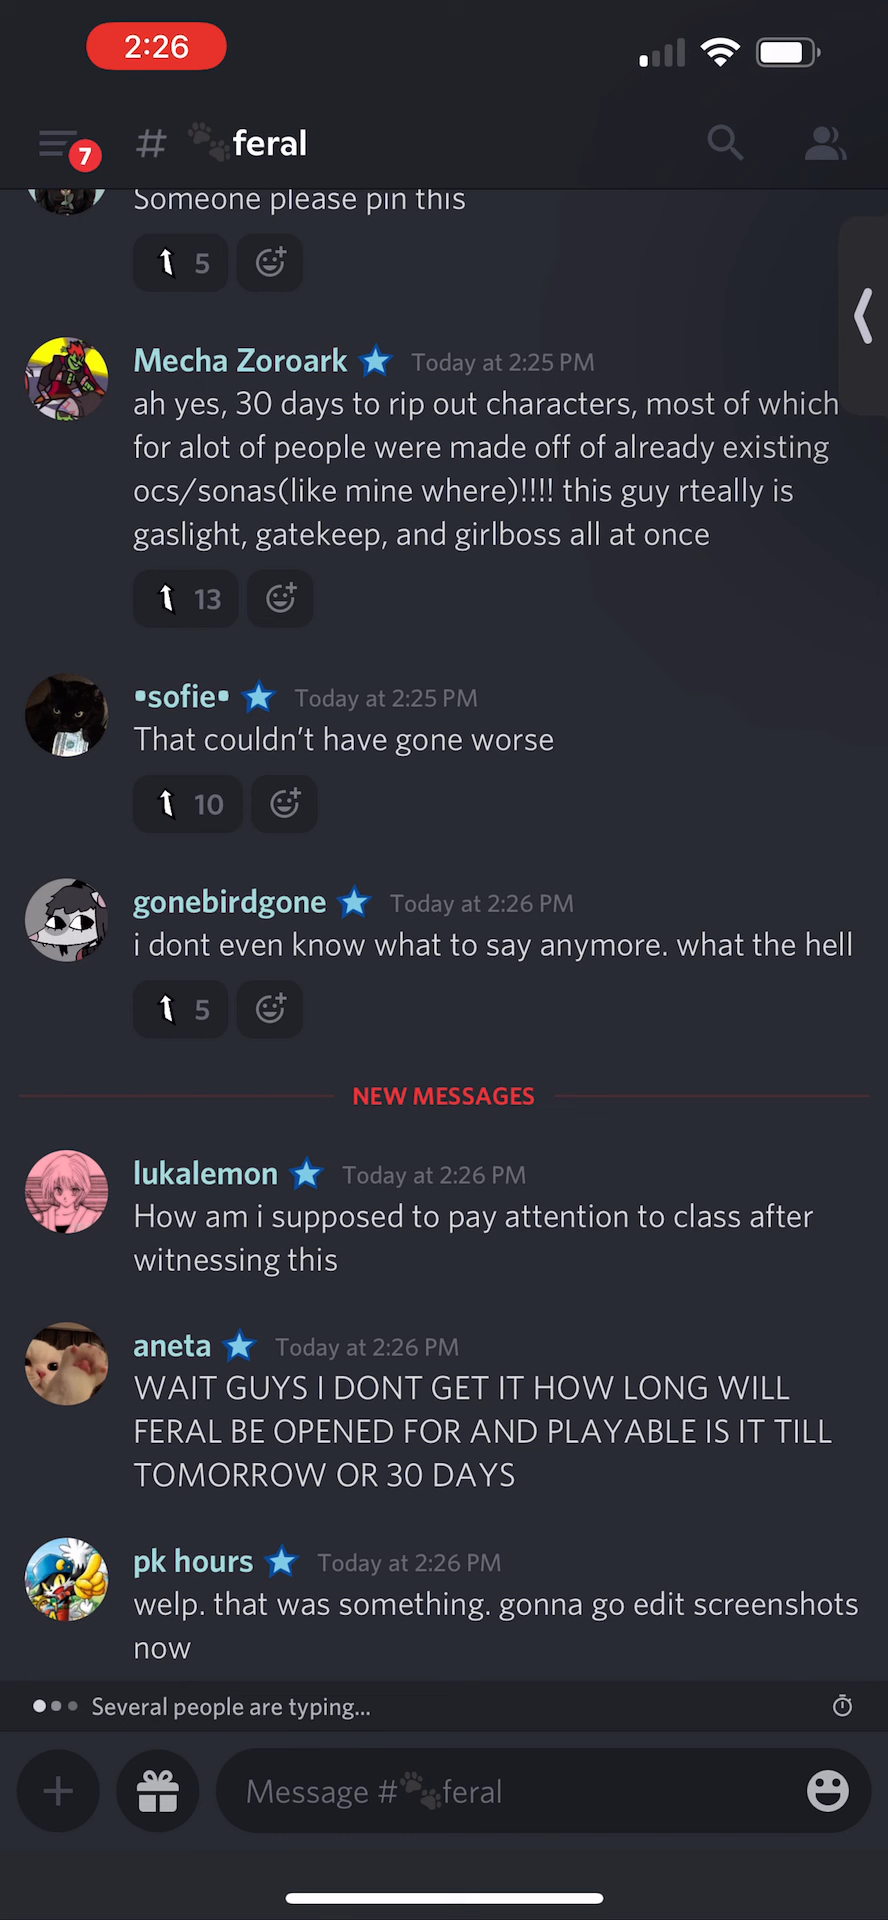 2:26
7
# 🐾feral
Someone please pin this
5
Mecha Zoroark Today at 2:25 PM
ah yes, 30 days to rip out characters, most of which
for alot of people were made off of already existing
ocs/sonas(like mine where)!!!! this guy rteally is
gaslight, gatekeep, and girlboss all at once
13
•sofie• Today at 2:25 PM
That couldn't have gone worse
10
gonebirdgone Today at 2:26 PM
i dont even know what to say anymore. what the hell
5
NEW MESSAGES
lukalemon Today at 2:26 PM
How am i supposed to pay attention to class after
witnessing this
aneta Today at 2:26 PM
WAIT GUYS I DONT GET IT HOW LONG WILL
FERAL BE OPENED FOR AND PLAYABLE IS IT TILL
TOMORROW OR 30 DAYS
pk hours Today at 2:26 PM
welp. that was something. gonna go edit screenshots
now
Several people are typing...
Message #🐾feral